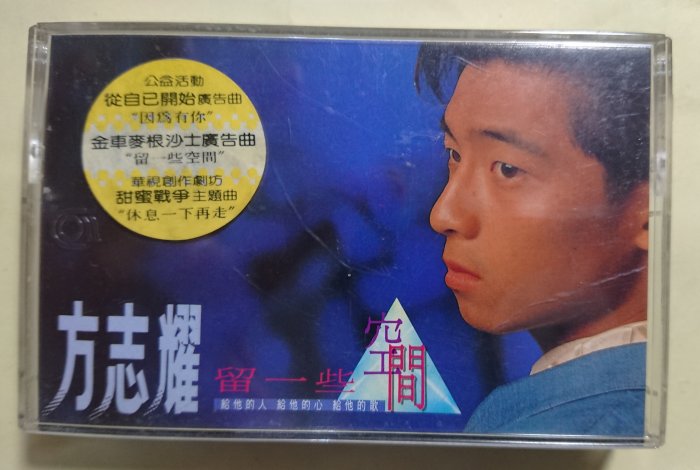 公益活動
從自已開始廣告曲
"因為有你"
金車麥根沙士廣告曲
"留一些空間"
華視創作劇坊
甜蜜戰爭主題曲
"休息一下再走"
方志耀
留一些空間
給他的人 給他的心 給他的歌